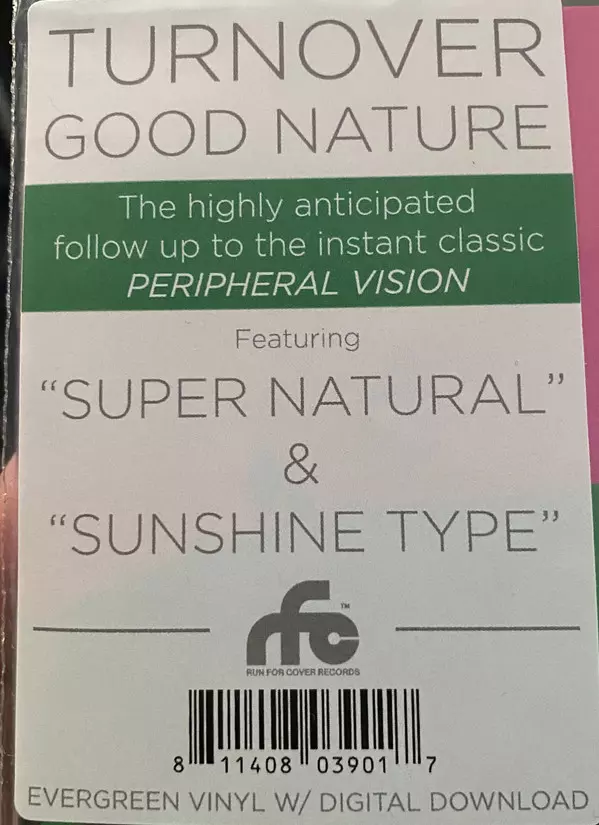 TURNOVER
GOOD NATURE
The highly anticipated
follow up to the instant classic
PERIPHERAL VISION
Featuring
“SUPER NATURAL”
&
“SUNSHINE TYPE”
rfc™
RUN FOR COVER RECORDS
8 11408 03901 7
EVERGREEN VINYL W/ DIGITAL DOWNLOAD